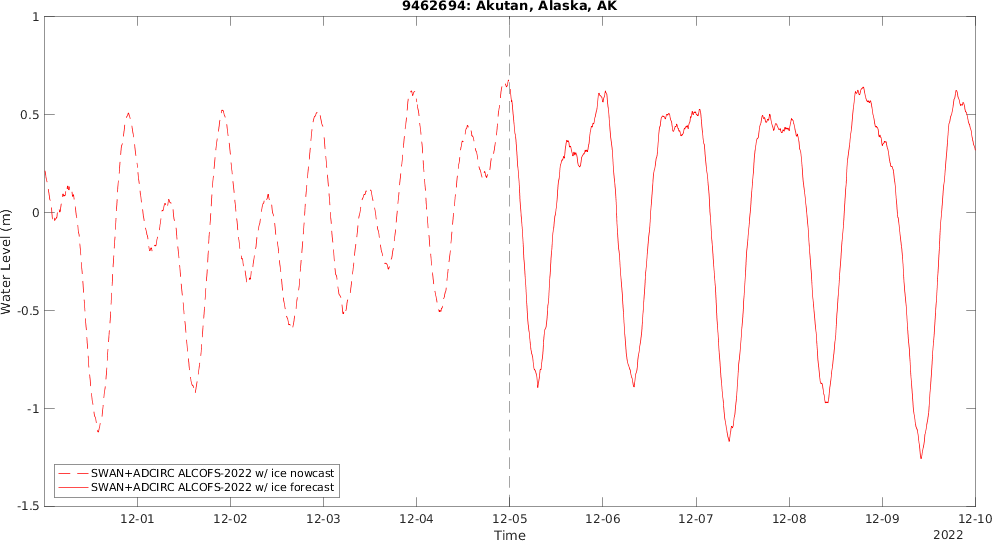 9462694: Akutan, Alaska, AK
1
0.5
0
-0.5
-1
-1.5
Water Level (m)
SWAN+ADCIRC ALCOFS-2022 w/ ice nowcast
SWAN+ADCIRC ALCOFS-2022 w/ ice forecast
12-01 12-02 12-03 12-04 12-05 12-06 12-07 12-08 12-09 12-10
Time
2022